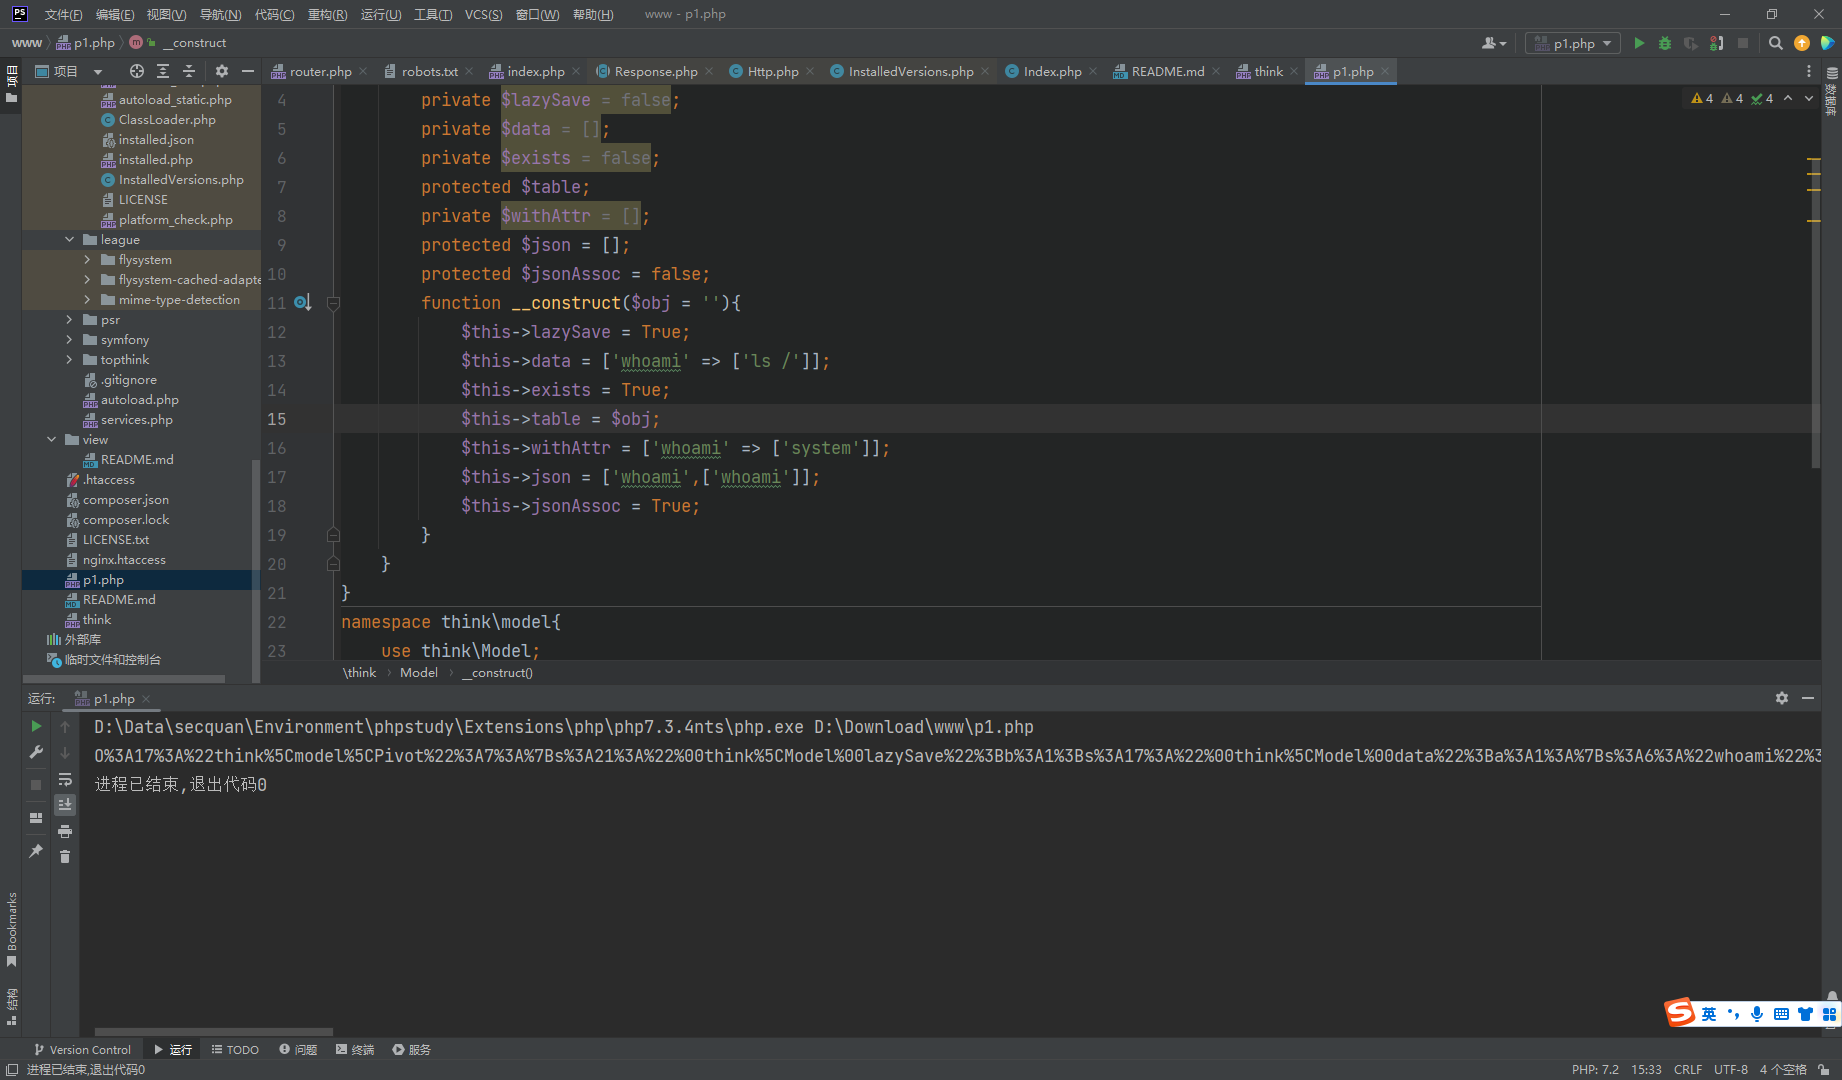 PS 文件(F) 编辑(E) 视图(V) 导航(N) 代码(C) 重构(R) 运行(U) 工具(T) VCS(S) 窗口(W) 帮助(H) www - p1.php
www p1.php m __construct p1.php
项目
项目 router.php robots.txt index.php Response.php Http.php InstalledVersions.php Index.php README.md think p1.php
数据库
autoload_static.php
ClassLoader.php
installed.json
installed.php
InstalledVersions.php
LICENSE
platform_check.php
league
flysystem
flysystem-cached-adapte
mime-type-detection
psr
symfony
topthink
.gitignore
autoload.php
services.php
view
README.md
.htaccess
composer.json
composer.lock
LICENSE.txt
nginx.htaccess
p1.php
README.md
think
外部库
临时文件和控制台
4 4 4
4 private $lazySave = false;
5 private $data = [];
6 private $exists = false;
7 protected $table;
8 private $withAttr = [];
9 protected $json = [];
10 protected $jsonAssoc = false;
11 function __construct($obj = ''){
12 $this->lazySave = True;
13 $this->data = ['whoami' => ['ls /']];
14 $this->exists = True;
15 $this->table = $obj;
16 $this->withAttr = ['whoami' => ['system']];
17 $this->json = ['whoami',['whoami']];
18 $this->jsonAssoc = True;
19 }
20 }
21 }
22 namespace think\model{
23 use think\Model;
\think Model __construct()
运行: p1.php
D:\Data\secquan\Environment\phpstudy\Extensions\php\php7.3.4nts\php.exe D:\Download\www\p1.php
O%3A17%3A%22think%5Cmodel%5CPivot%22%3A7%3A%7Bs%3A21%3A%22%00think%5CModel%00lazySave%22%3Bb%3A1%3Bs%3A17%3A%22%00think%5CModel%00data%22%3Ba%3A1%3A%7Bs%3A6%3A%22whoami%22%3
进程已结束,退出代码0
Bookmarks
结构
S 英
Version Control 运行 TODO 问题 终端 服务
进程已结束,退出代码0 PHP: 7.2 15:33 CRLF UTF-8 4 个空格